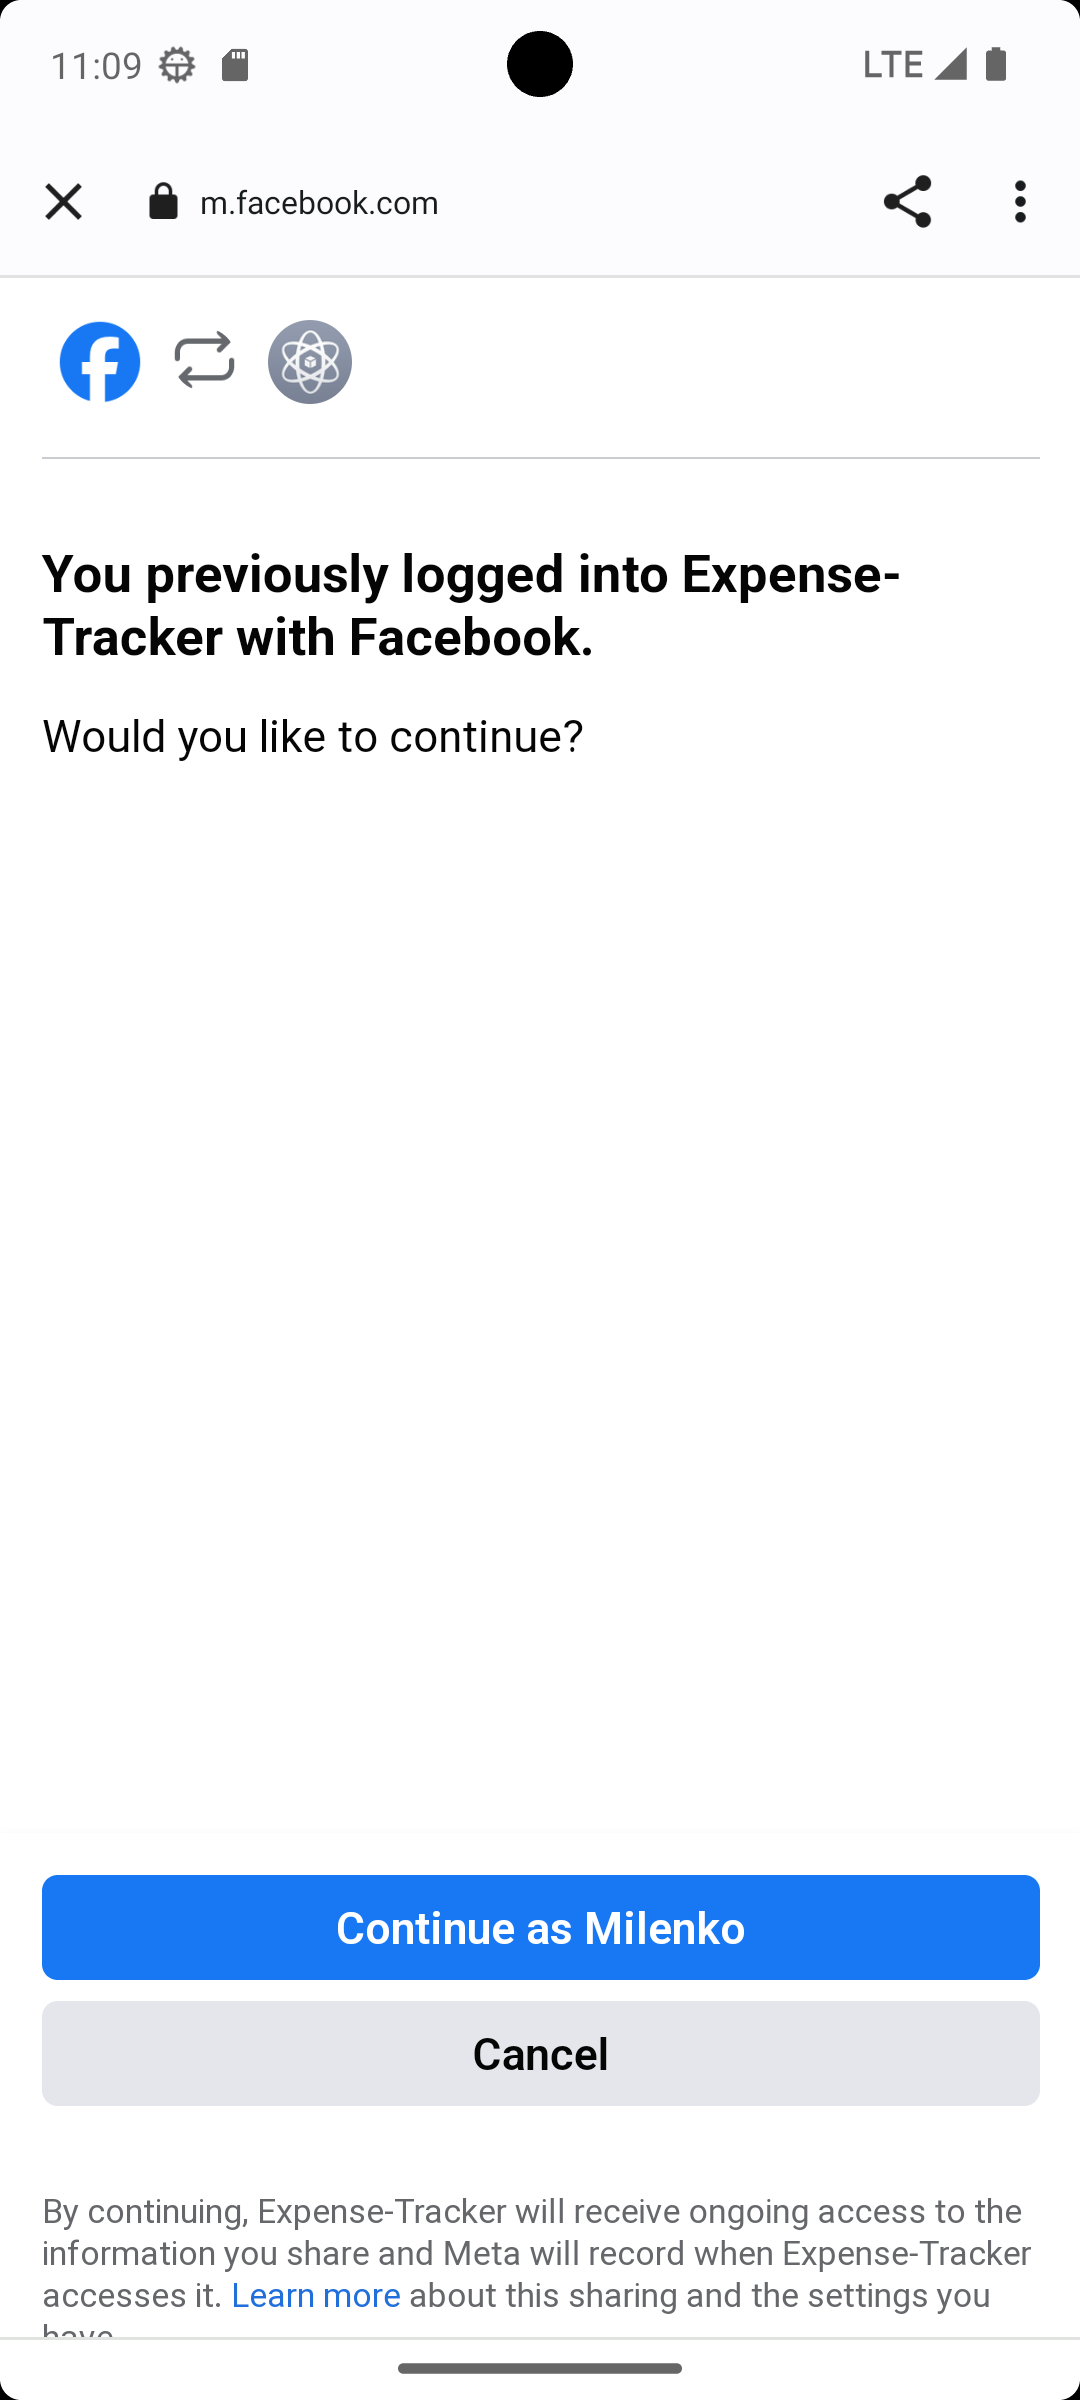 11:09
LTE
m.facebook.com
You previously logged into Expense-
Tracker with Facebook.
Would you like to continue?
Continue as Milenko
Cancel
By continuing, Expense-Tracker will receive ongoing access to the
information you share and Meta will record when Expense-Tracker
accesses it. Learn more about this sharing and the settings you
have.